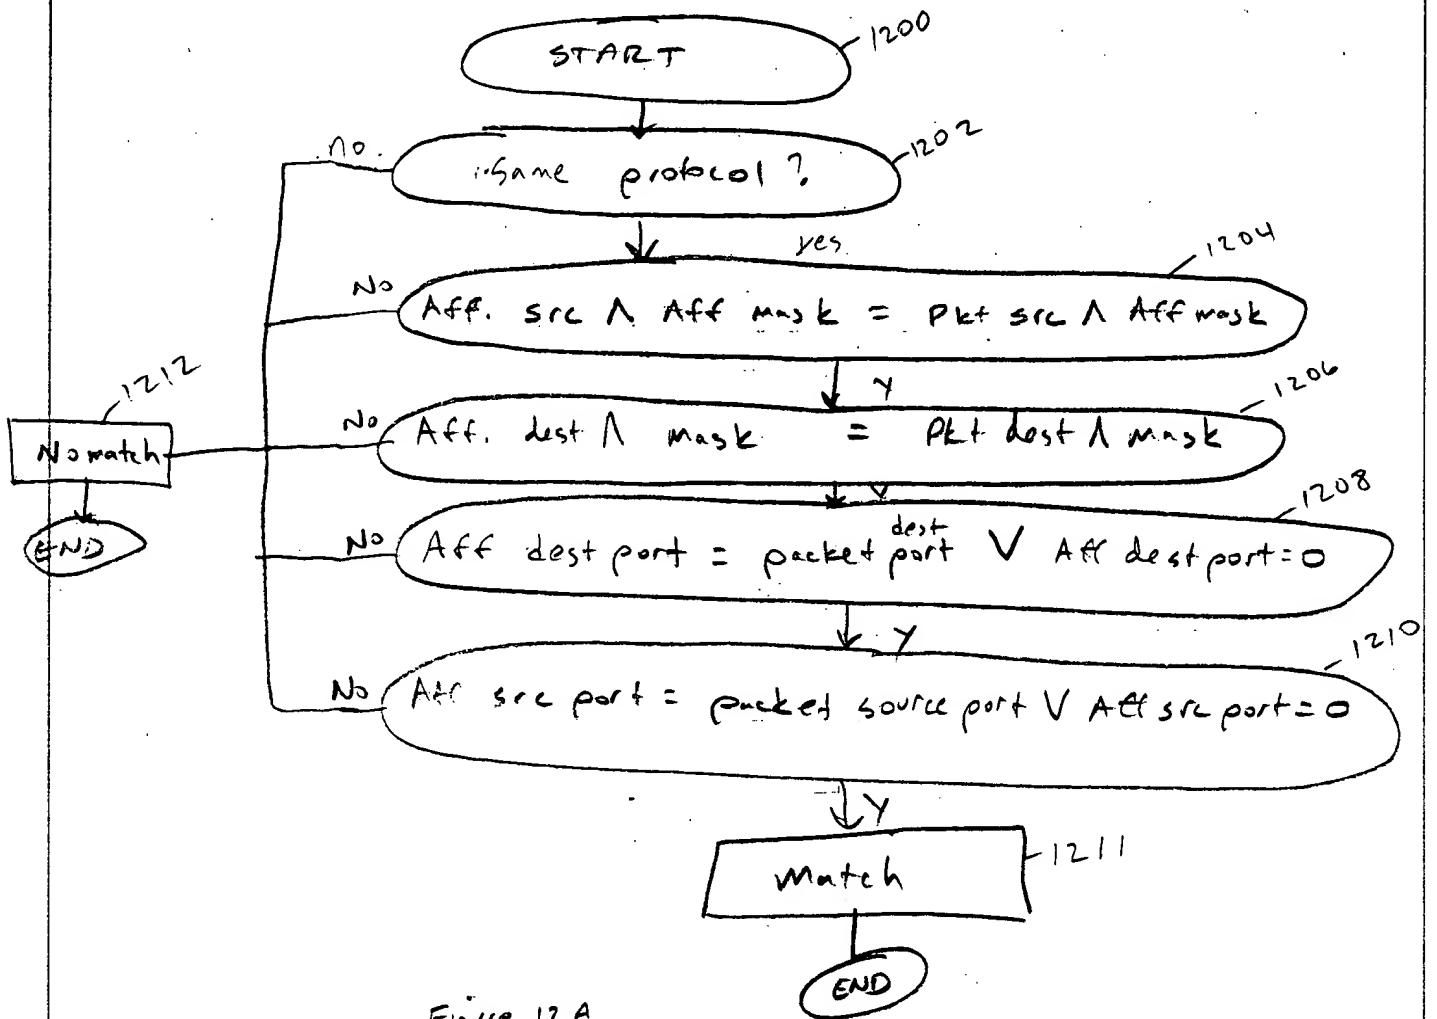 START
1200
no.
Same protocol ?
1202
yes
1204
No
Aff. src Λ Aff mask = Pkt src Λ Aff mask
1212
Y
1206
No
Aff. dest Λ mask = Pkt dest Λ mask
No match
Y
1208
END
No
dest
Aff dest port = packet port V Aff dest port = 0
Y
1210
No
Aff src port = packet source port V Aff src port = 0
Y
Match
1211
END
12 A